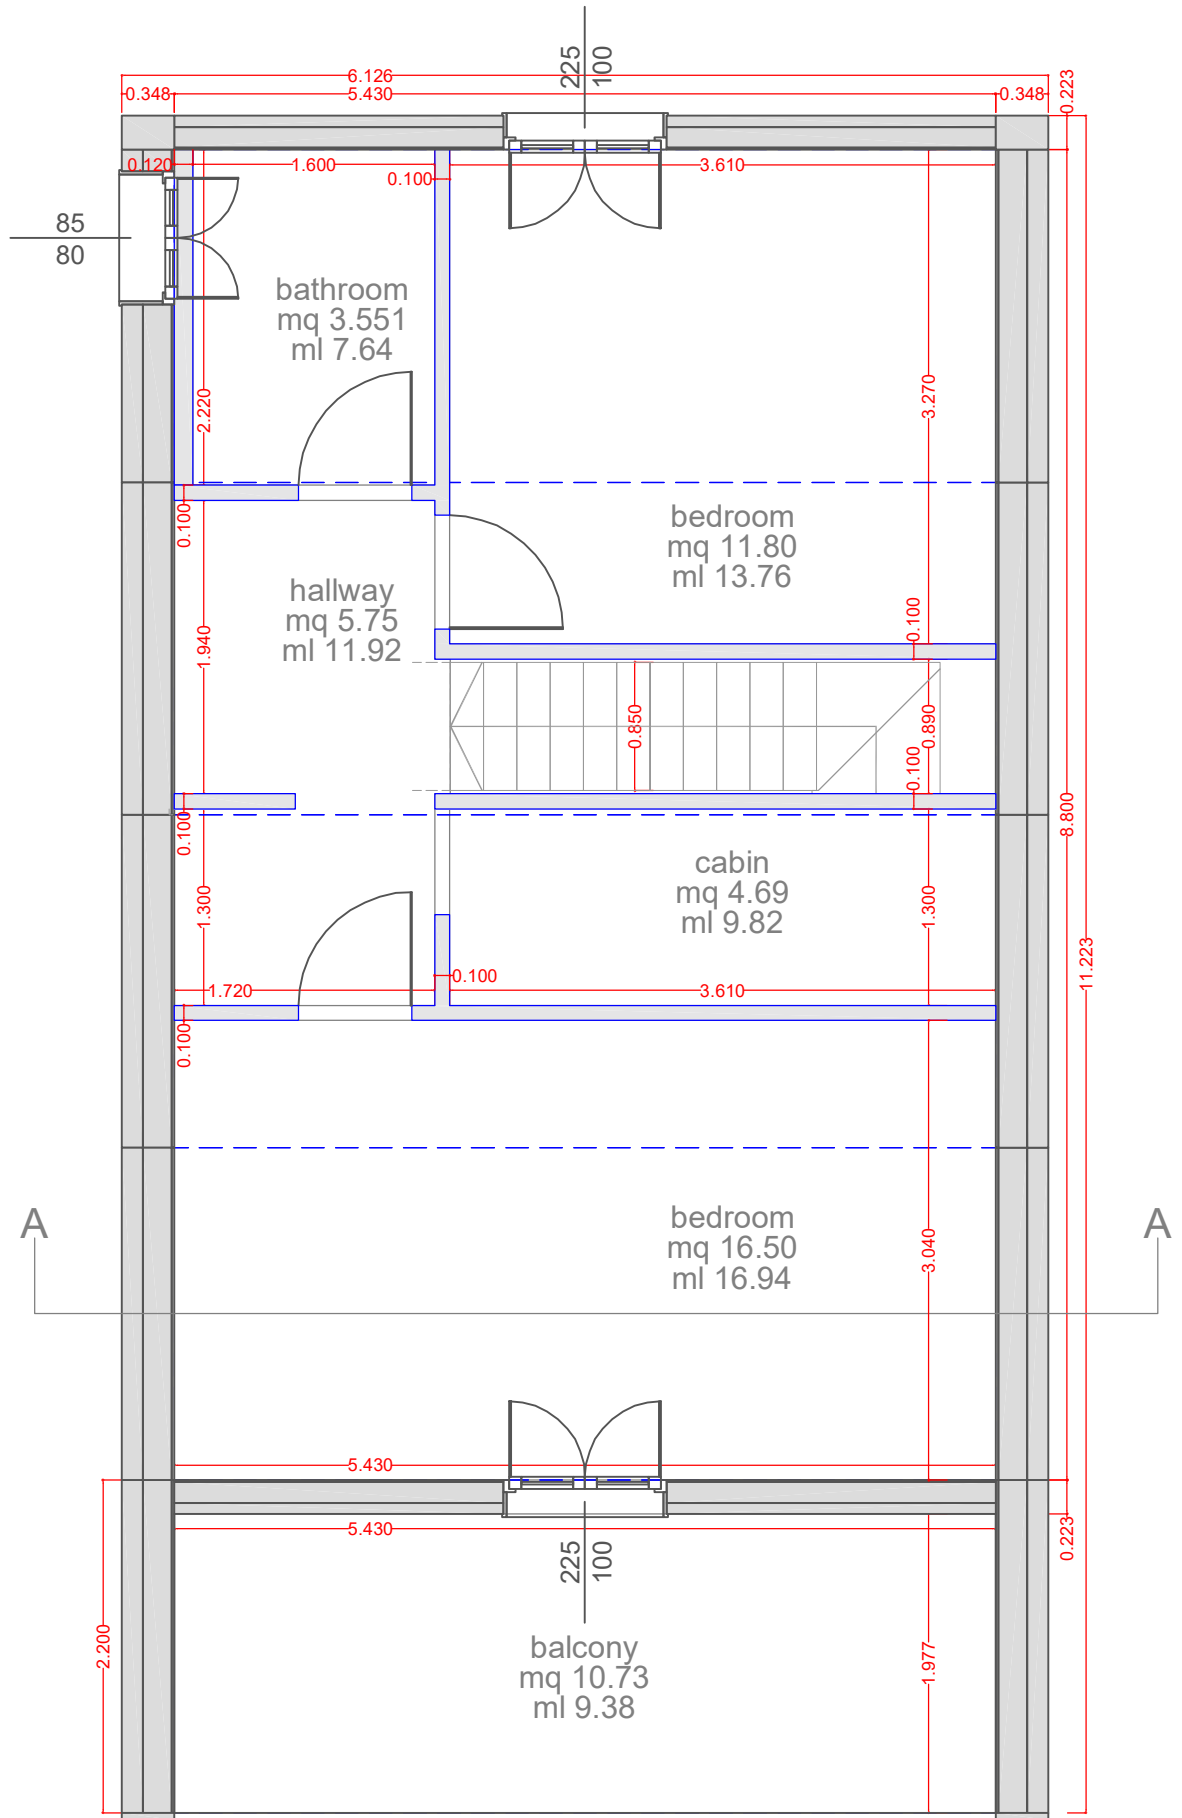 225
100
6.126
0.348
5.430
0.348
0.223
0.120
1.600
0.100
3.610
85
80
bathroom
mq 3.551
ml 7.64
2.220
3.270
0.100
bedroom
mq 11.80
ml 13.76
hallway
mq 5.75
ml 11.92
1.940
0.100
0.850
0.890
0.100
0.100
8.800
cabin
mq 4.69
ml 9.82
1.300
1.300
11.223
0.100
1.720
3.610
0.100
A
A
bedroom
mq 16.50
ml 16.94
3.040
5.430
5.430
0.223
225
100
2.200
1.977
balcony
mq 10.73
ml 9.38